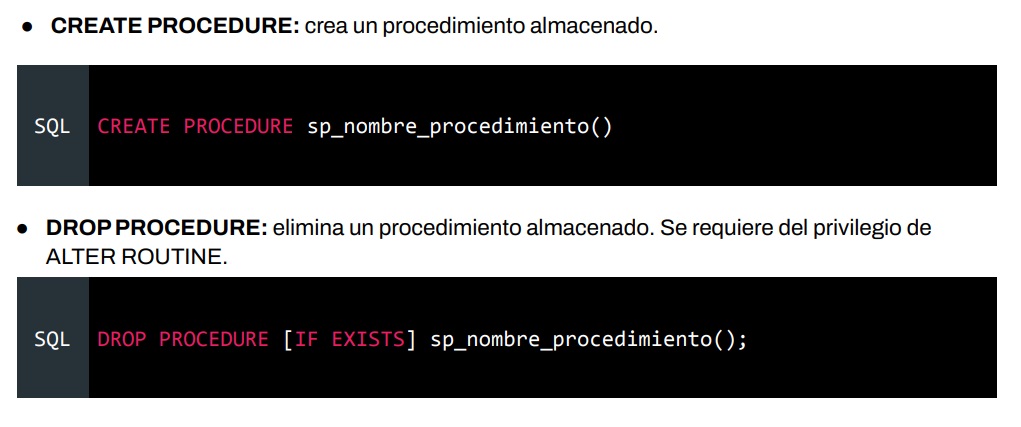 ● CREATE PROCEDURE: crea un procedimiento almacenado.
SQL CREATE PROCEDURE sp_nombre_procedimiento()
● DROP PROCEDURE: elimina un procedimiento almacenado. Se requiere del privilegio de
ALTER ROUTINE.
SQL DROP PROCEDURE [IF EXISTS] sp_nombre_procedimiento();